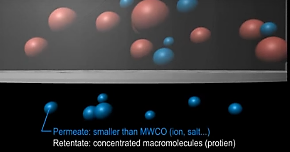 Permeate: smaller than MWCO (ion, salt...)
Retentate: concentrated macromolecules (protien)